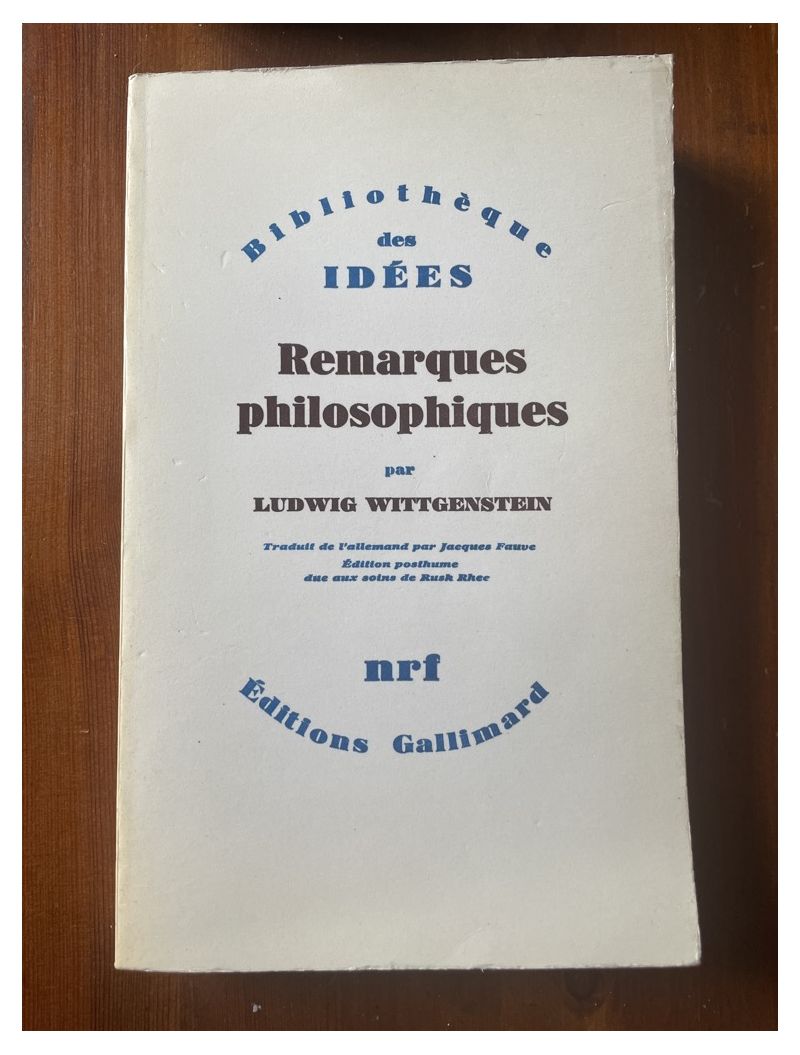 Bibliothèque
des
IDÉES
Remarques
philosophiques
par
LUDWIG WITTGENSTEIN
Traduit de l'allemand par Jacques Fauve
Édition posthume
due aux soins de Rush Rhee
nrf
Éditions Gallimard